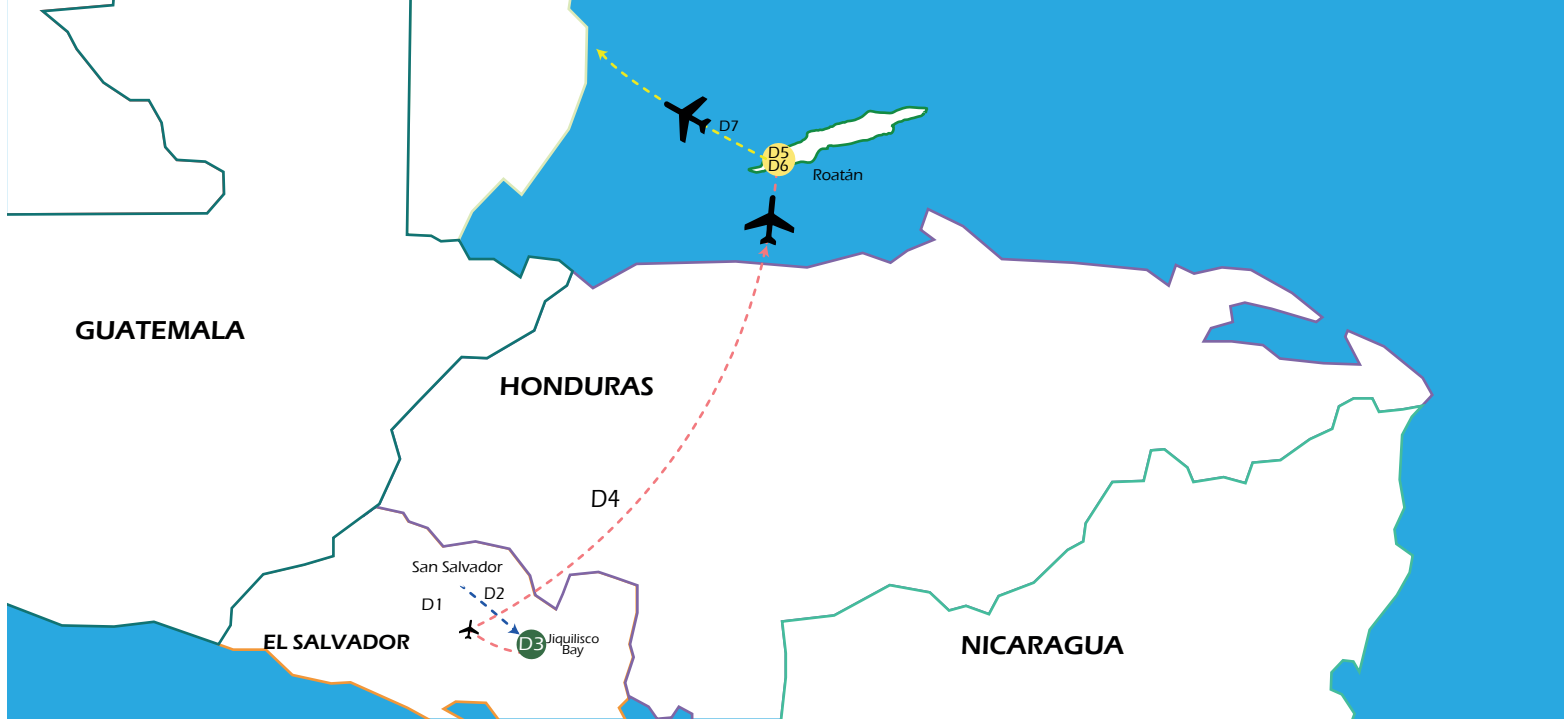 D7
D5
D6
Roatán
GUATEMALA
HONDURAS
D4
San Salvador
D2
D1
EL SALVADOR
D3
Jiquilisco
Bay
NICARAGUA